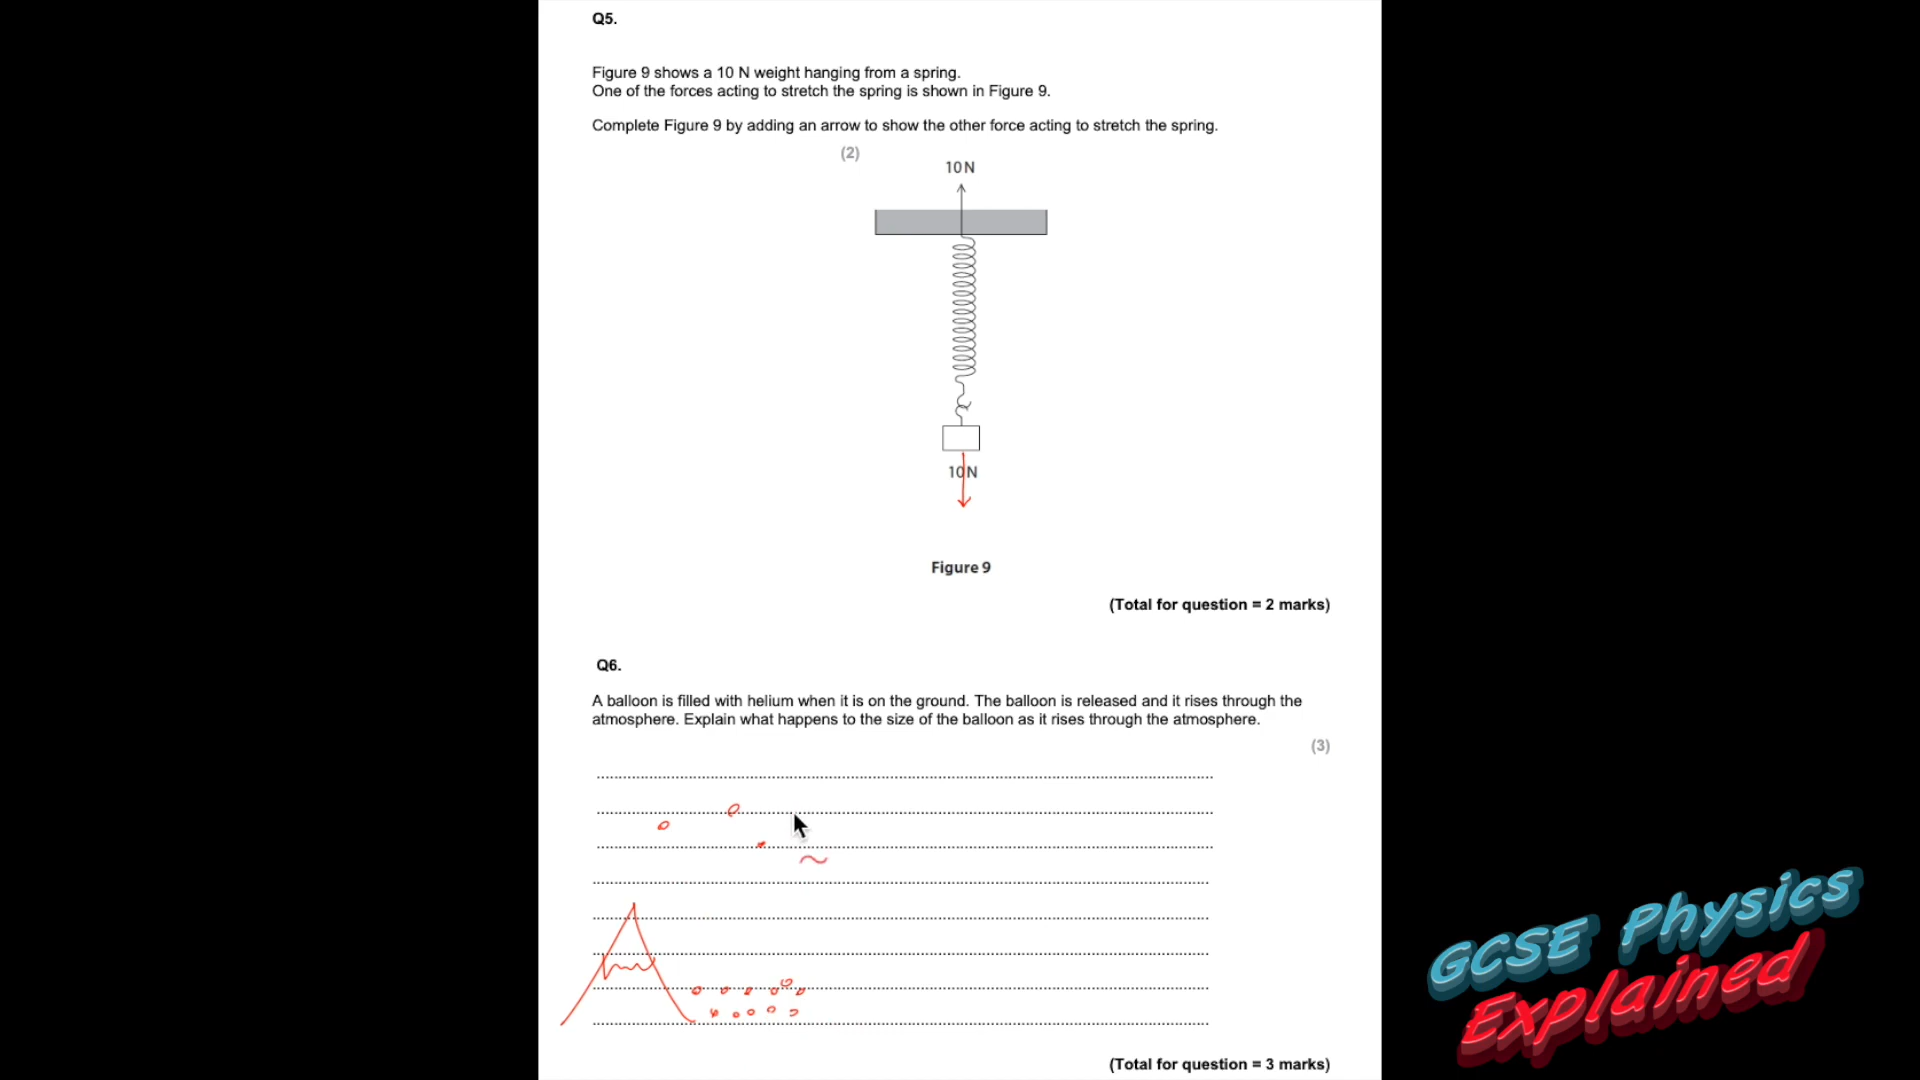 Q5.
Figure 9 shows a 10 N weight hanging from a spring.
One of the forces acting to stretch the spring is shown in Figure 9.
Complete Figure 9 by adding an arrow to show the other force acting to stretch the spring.
(2)
10 N
10 N
Figure 9
(Total for question = 2 marks)
Q6.
A balloon is filled with helium when it is on the ground. The balloon is released and it rises through the
atmosphere. Explain what happens to the size of the balloon as it rises through the atmosphere.
(3)
GCSE Physics
Explained
(Total for question = 3 marks)